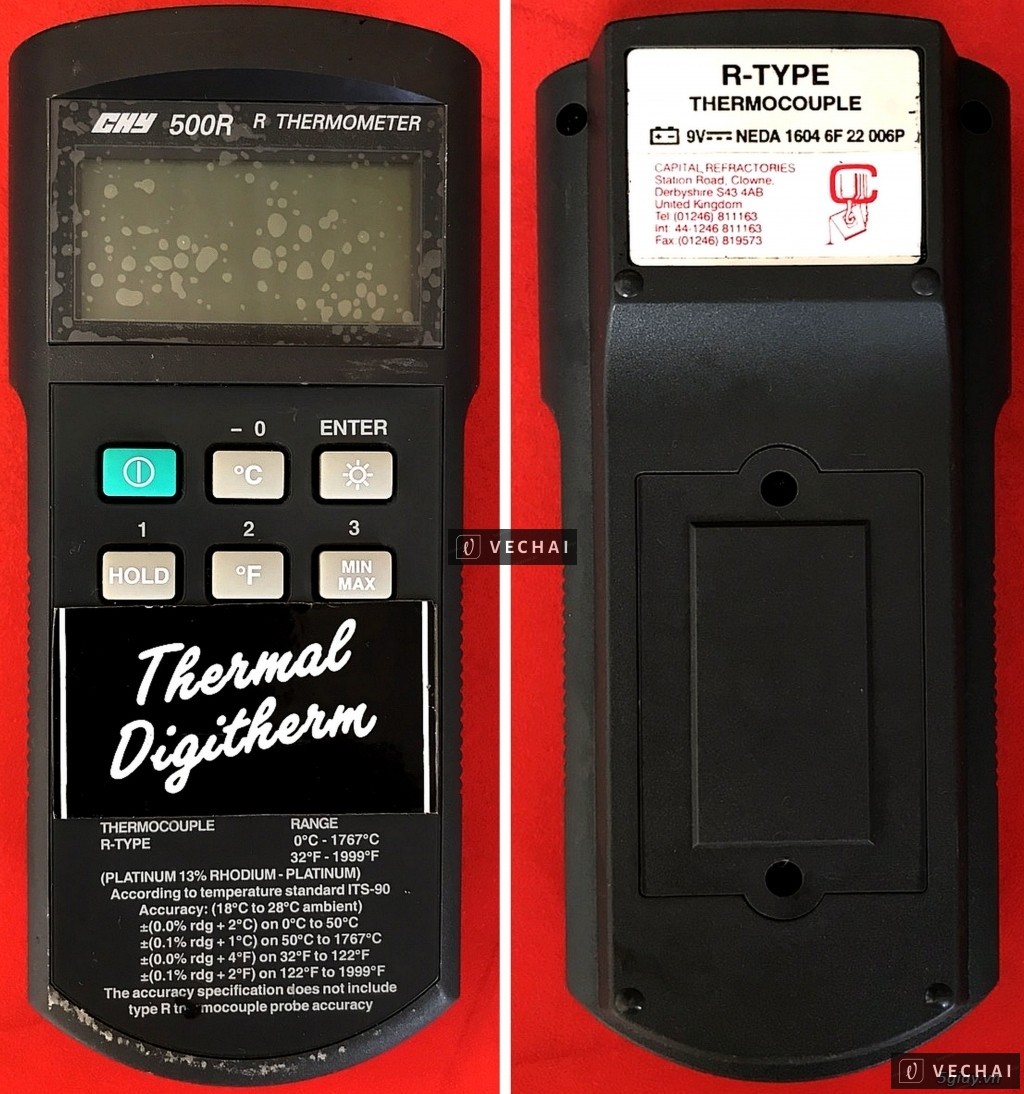 CHY 500R R THERMOMETER
– 0 ENTER
°C
1 2 3
HOLD °F MIN MAX
Thermal
Digitherm
THERMOCOUPLE RANGE
R-TYPE 0°C - 1767°C
32°F - 1999°F
(PLATINUM 13% RHODIUM - PLATINUM)
According to temperature standard ITS-90
Accuracy: (18°C to 28°C ambient)
±(0.0% rdg + 2°C) on 0°C to 50°C
±(0.1% rdg + 1°C) on 50°C to 1767°C
±(0.0% rdg + 4°F) on 32°F to 122°F
±(0.1% rdg + 2°F) on 122°F to 1999°F
The accuracy specification does not include
type R thermocouple probe accuracy
R-TYPE
THERMOCOUPLE
9V NEDA 1604 6F 22 006P
CAPITAL REFRACTORIES
Station Road, Clowne,
Derbyshire S43 4AB
United Kingdom
Tel (01246) 811163
Int: 44-1246 811163
Fax (01246) 819573
VECHAI
VECHAI
5giay.vn